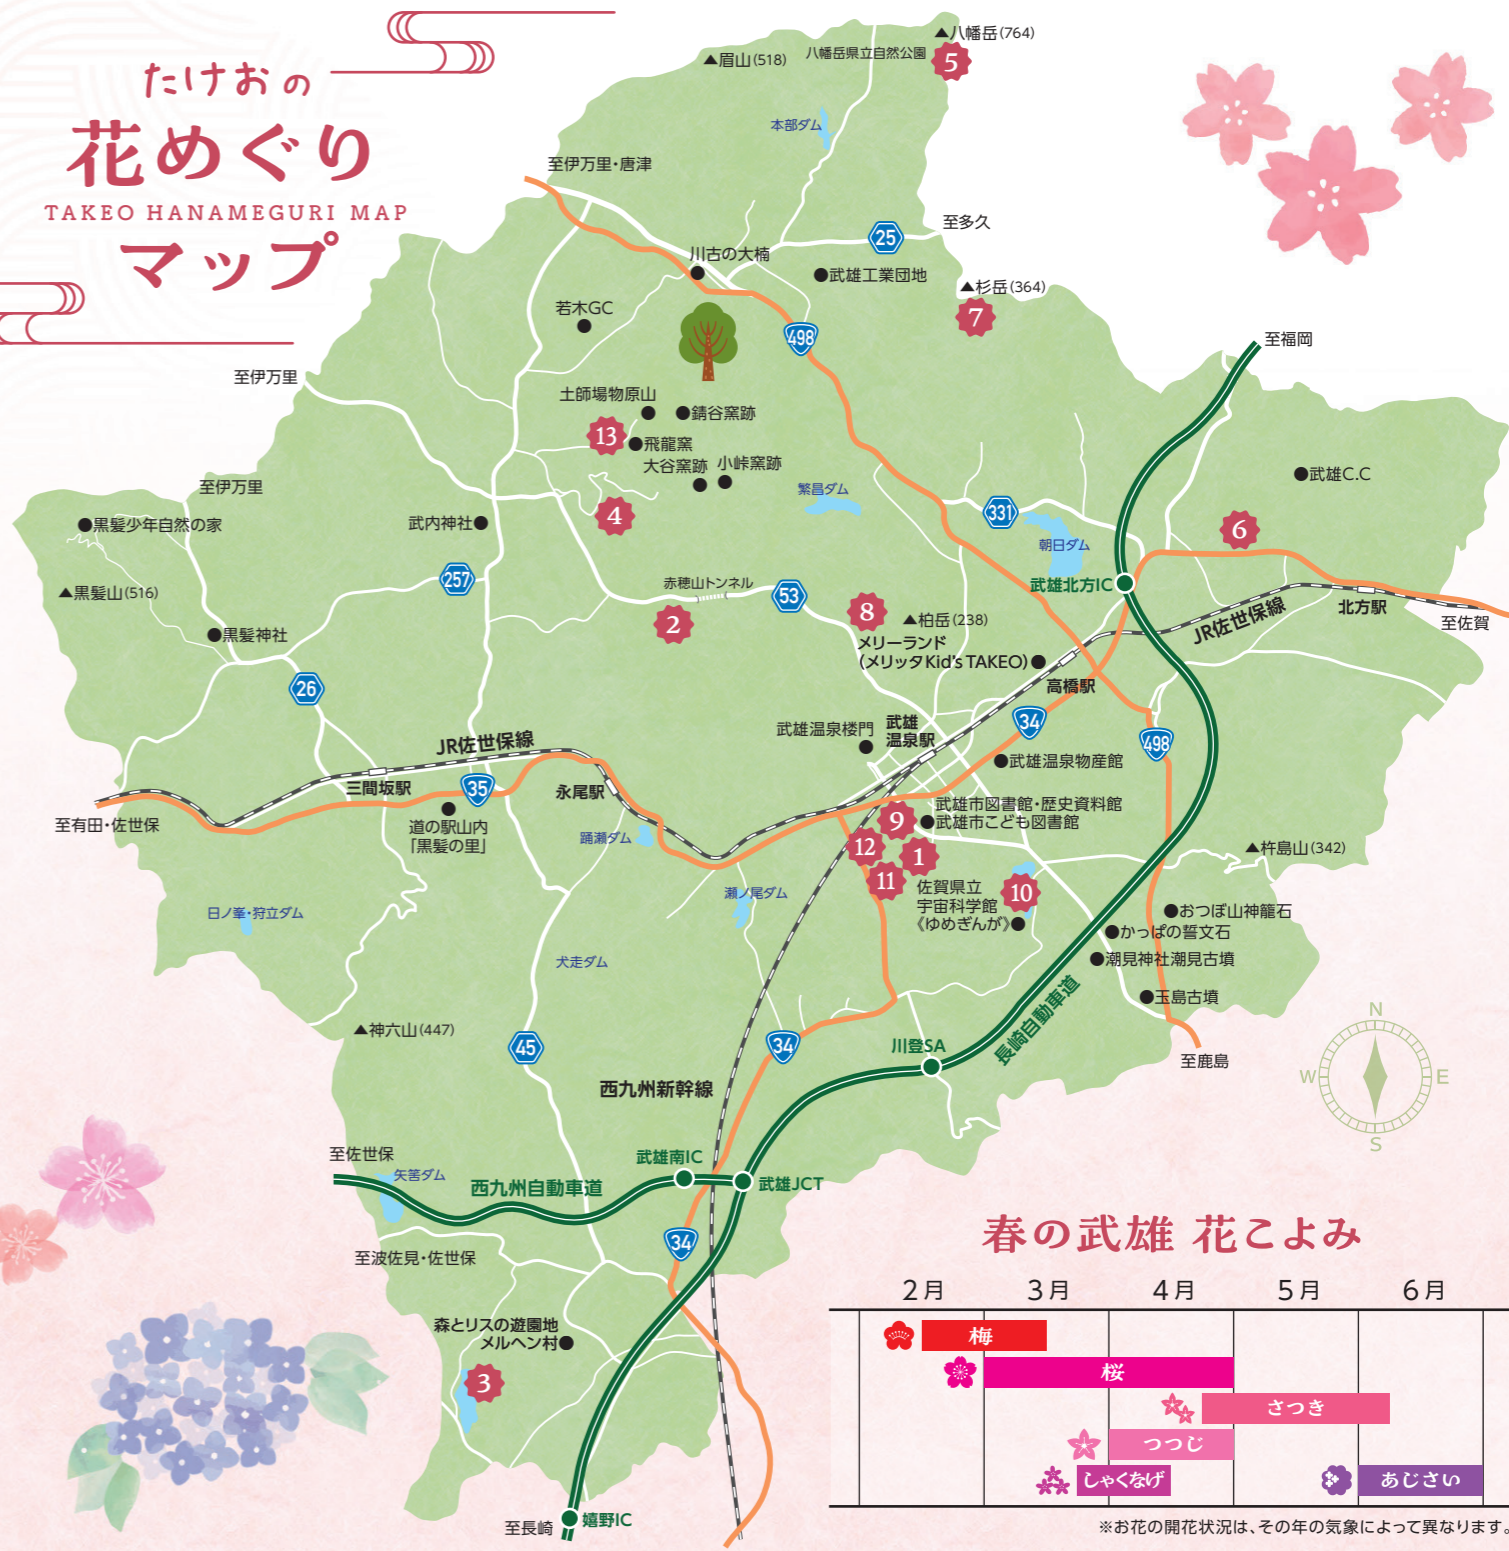 たけおの
花めぐり
TAKEO HANAMEGURI MAP
マップ
▲八幡岳(764)
八幡岳県立自然公園
5
▲眉山(518)
本部ダム
至伊万里・唐津
25
至多久
川古の大楠
武雄工業団地
▲杉岳(364)
7
若木GC
498
至福岡
至伊万里
土師場物原山
錆谷窯跡
13
飛龍窯
大谷窯跡
小峠窯跡
武雄C.C
至伊万里
繁昌ダム
4
331
6
黒髪少年自然の家
武内神社
朝日ダム
257
赤穂山トンネル
53
武雄北方IC
▲黒髪山(516)
2
8
▲柏岳(238)
JR佐世保線
北方駅
至佐賀
黒髪神社
メリーランド
(メリッタKid's TAKEO)
高橋駅
26
武雄温泉楼門
武雄
温泉駅
34
498
JR佐世保線
武雄温泉物産館
三間坂駅
35
永尾駅
至有田・佐世保
道の駅山内
「黒髪の里」
踊瀬ダム
武雄市図書館・歴史資料館
武雄市こども図書館
9
12
1
11
▲杵島山(342)
瀬ノ尾ダム
佐賀県立
宇宙科学館
《ゆめぎんが》
10
日ノ峯・狩立ダム
おつぼ山神籠石
かっぱの誓文石
犬走ダム
潮見神社潮見古墳
玉島古墳
▲神六山(447)
45
34
川登SA
長崎自動車道
至鹿島
N
W
E
S
西九州新幹線
至佐世保
矢筈ダム
武雄南IC
武雄JCT
西九州自動車道
34
至波佐見・佐世保
森とリスの遊園地
メルヘン村
3
至長崎
嬉野IC
春の武雄 花こよみ
2月 3月 4月 5月 6月
梅
桜
さつき
つつじ
しゃくなげ
あじさい
※お花の開花状況は、その年の気象によって異なります。